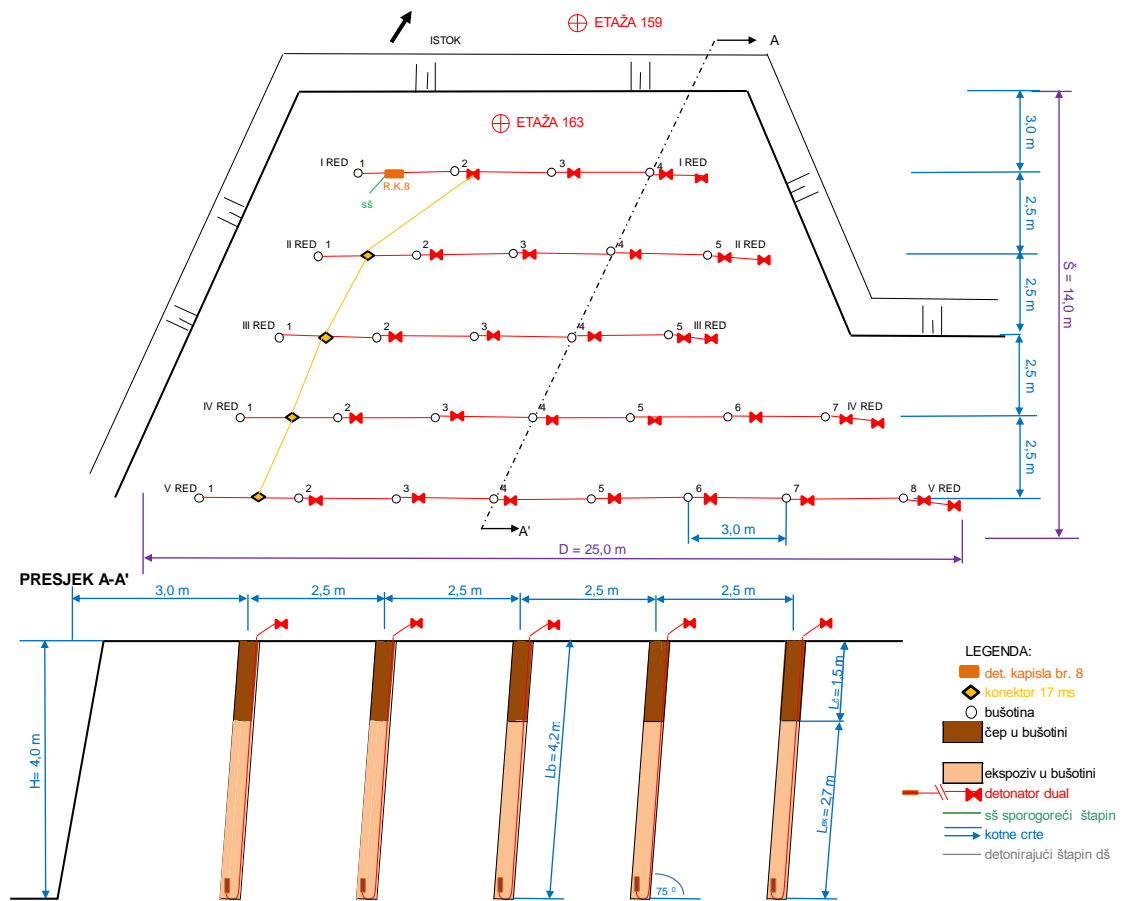 ETAŽA 159
ISTOK
A
ETAŽA 163
3,0 m
I RED 1 2 3 4 I RED
R.K.8
sš
2,5 m
II RED 1 2 3 4 5 II RED
Š = 14,0 m
2,5 m
III RED 1 2 3 4 5 III RED
2,5 m
IV RED 1 2 3 4 5 6 7 IV RED
2,5 m
V RED 1 2 3 4 5 6 7 8 V RED
A'
3,0 m
D = 25,0 m
PRESJEK A-A'
3,0 m 2,5 m 2,5 m 2,5 m 2,5 m
H= 4,0 m
Lb= 4,2 m
Lč= 1,5 m
Lex= 27 m
75 0
LEGENDA:
det. kapisla br. 8
konektor 17 ms
bušotina
čep u bušotini
ekspoziv u bušotini
detonator dual
sš sporogoreći štapin
kotne crte
detonirajući štapin dš